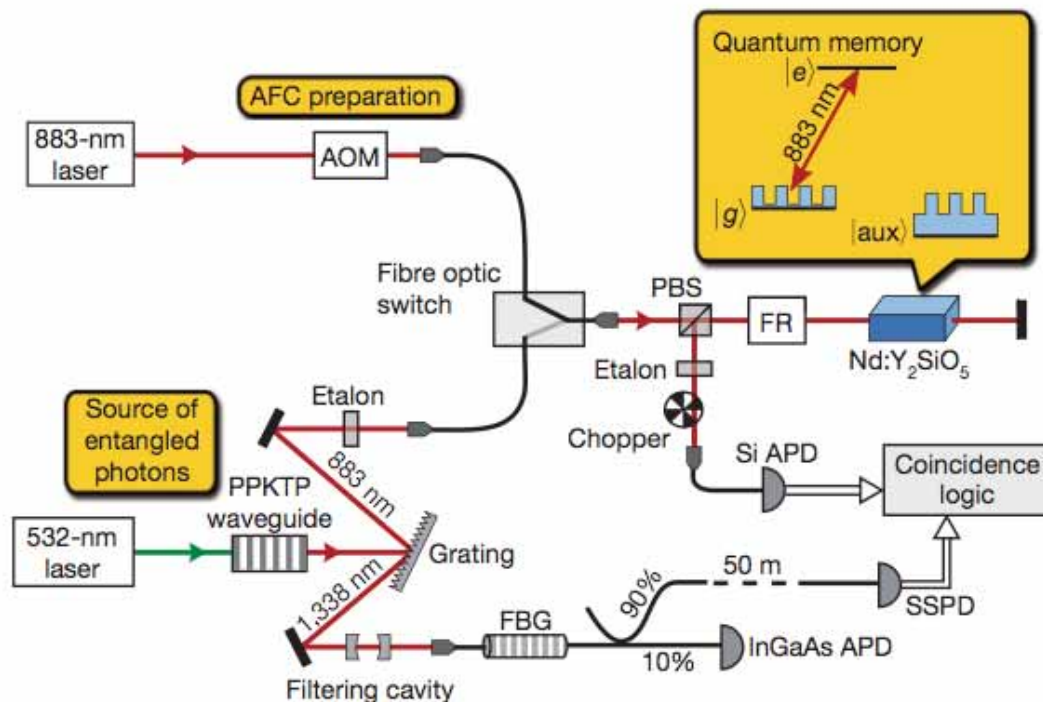 Quantum memory
|e⟩
883 nm
|g⟩
|aux⟩
AFC preparation
883-nm
laser
AOM
Fibre optic
switch
PBS
FR
Nd:Y₂SiO₅
Etalon
Chopper
Si APD
Coincidence
logic
Source of
entangled
photons
Etalon
883 nm
PPKTP
waveguide
532-nm
laser
Grating
1,338 nm
Filtering cavity
FBG
90%
10%
50 m
SSPD
InGaAs APD